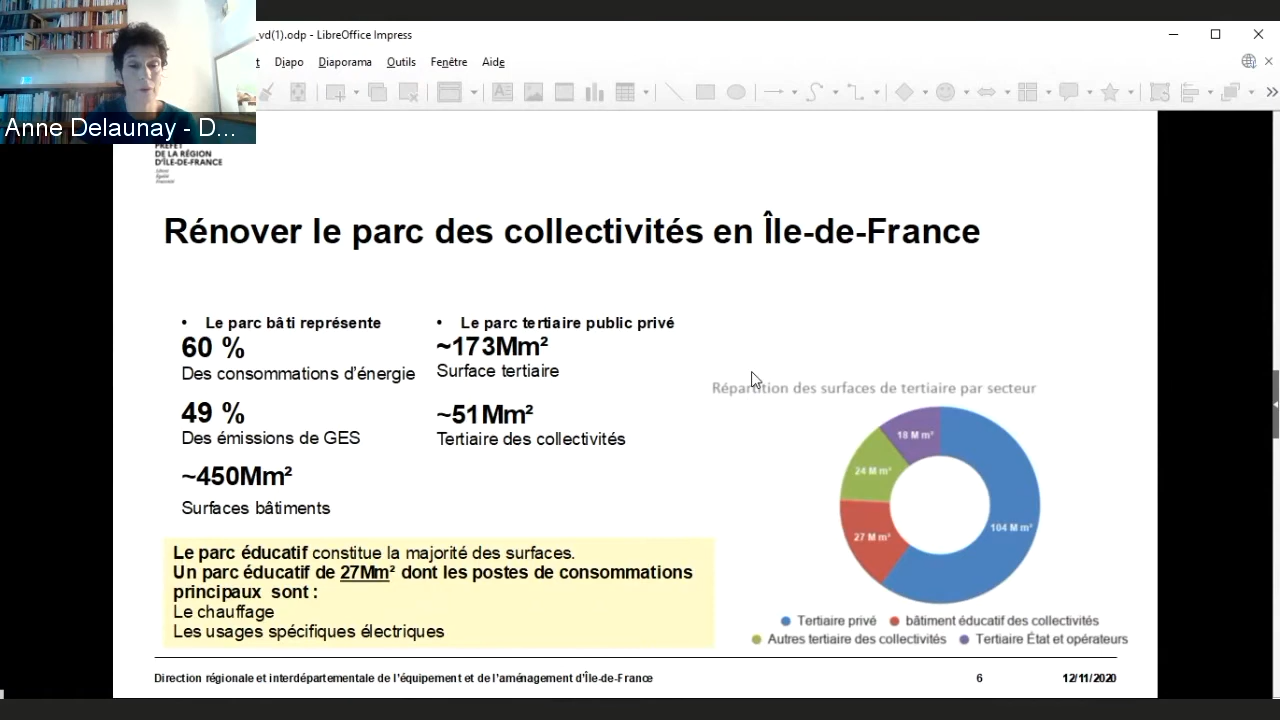 _vd(1).odp - LibreOffice Impress
Djapo Diaporama Outils Fenêtre Aide
Anne Delaunay - D...
PRÉFET
DE LA RÉGION
D'ÎLE-DE-FRANCE
Liberté
Égalité
Fraternité
Rénover le parc des collectivités en Île-de-France
• Le parc bâti représente
60 %
Des consommations d'énergie
49 %
Des émissions de GES
~450Mm²
Surfaces bâtiments
• Le parc tertiaire public privé
~173Mm²
Surface tertiaire
~51Mm²
Tertiaire des collectivités
Répartition des surfaces de tertiaire par secteur
18 M m²
24 M m²
27 M m²
104 M m²
Tertiaire privé
bâtiment éducatif des collectivités
Autres tertiaire des collectivités
Tertiaire État et opérateurs
Le parc éducatif constitue la majorité des surfaces.
Un parc éducatif de 27Mm² dont les postes de consommations
principaux sont :
Le chauffage
Les usages spécifiques électriques
Direction régionale et interdépartementale de l'équipement et de l'aménagement d'Île-de-France
6
12/11/2020